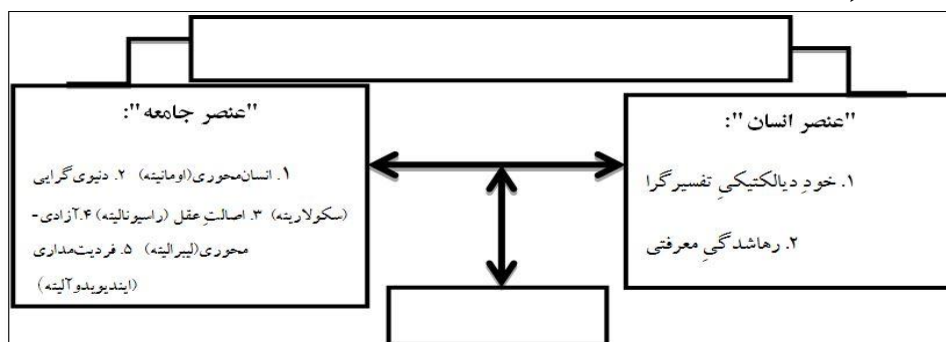 "عنصر انسان":
۱. خودِ دیالکتیکیِ تفسیرگرا
۲. رهاشدگیِ معرفتی
"عنصر جامعه":
۱. انسان‌محوری(اومانیته) ۲. دنیوی‌گرایی
(سکولاریته) ۳. اصالتِ عقل (راسیونالیته) ۴.آزادی-
محوری(لیبرالیته) ۵. فردیت‌مداری
(ایندیویدوآلیته)